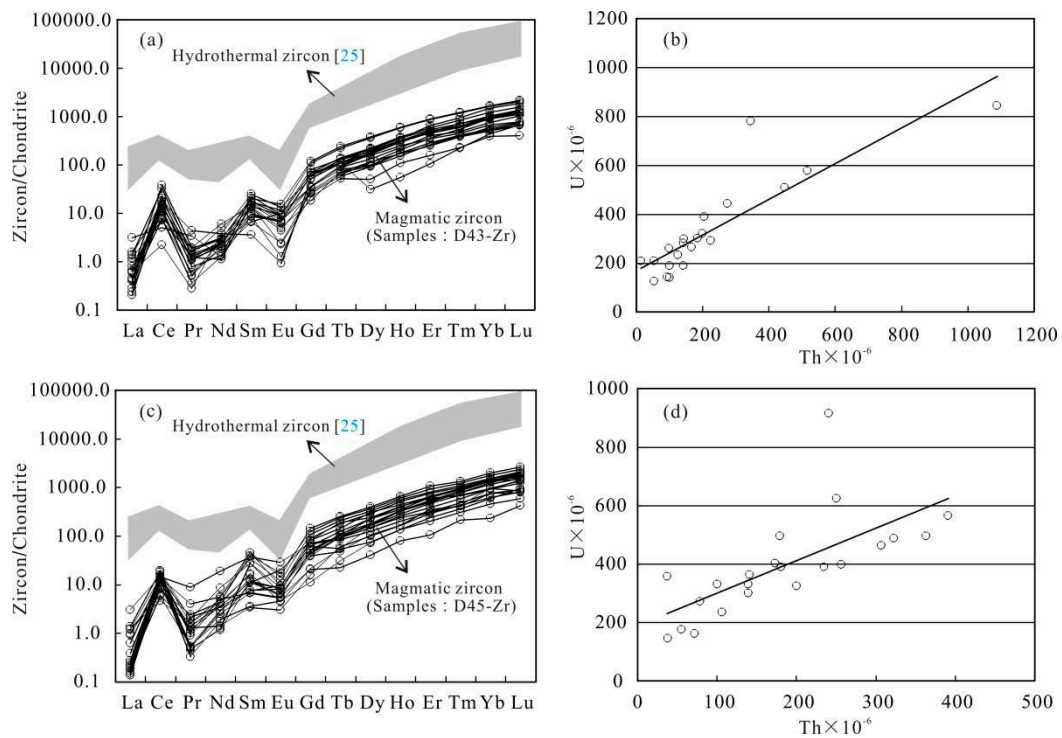 (a)
Hydrothermal zircon [25]
Magmatic zircon
(Samples：D43-Zr)
Zircon/Chondrite
100000.0
10000.0
1000.0
100.0
10.0
1.0
0.1
La Ce Pr Nd Sm Eu Gd Tb Dy Ho Er Tm Yb Lu
(b)
U×10⁻⁶
1200
1000
800
600
400
200
0
0 200 400 600 800 1000 1200
Th×10⁻⁶
(c)
Hydrothermal zircon [25]
Magmatic zircon
(Samples：D45-Zr)
Zircon/Chondrite
100000.0
10000.0
1000.0
100.0
10.0
1.0
0.1
La Ce Pr Nd Sm Eu Gd Tb Dy Ho Er Tm Yb Lu
(d)
U×10⁻⁶
1000
800
600
400
200
0
0 100 200 300 400 500
Th×10⁻⁶